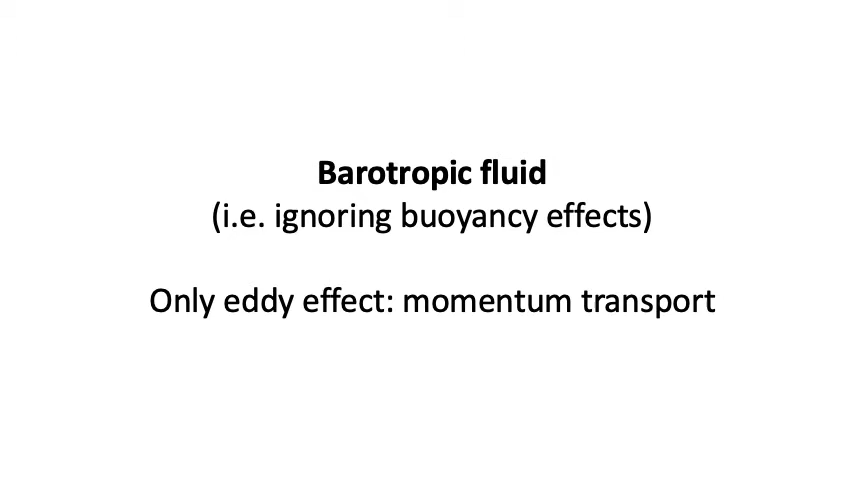 Barotropic fluid
(i.e. ignoring buoyancy effects)
Only eddy effect: momentum transport